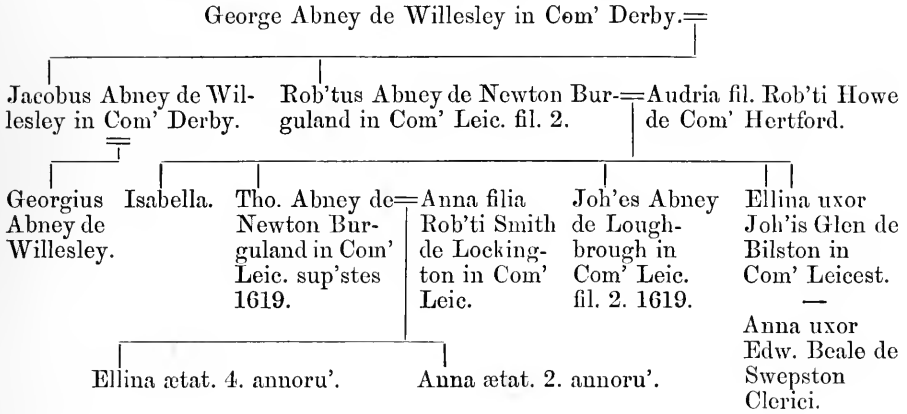 George Abney de Willesley in Com' Derby.
Jacobus Abney de Wil-
lesley in Com' Derby.
Rob'tus Abney de Newton Bur-
guland in Com' Leic. fil. 2.
Audria fil. Rob'ti Howe
de Com' Hertford.
Georgius
Abney de
Willesley.
Isabella.
Tho. Abney de
Newton Bur-
guland in Com'
Leic. sup'stes
1619.
Anna filia
Rob'ti Smith
de Locking-
ton in Com'
Leic.
Joh'es Abney
de Lough-
brough in
Com' Leic.
fil. 2. 1619.
Ellina uxor
Joh'is Glen de
Bilston in
Com' Leicest.
—
Anna uxor
Edw. Beale de
Swepston
Clerici.
Ellina ætat. 4. annoru'.
Anna ætat. 2. annoru'.